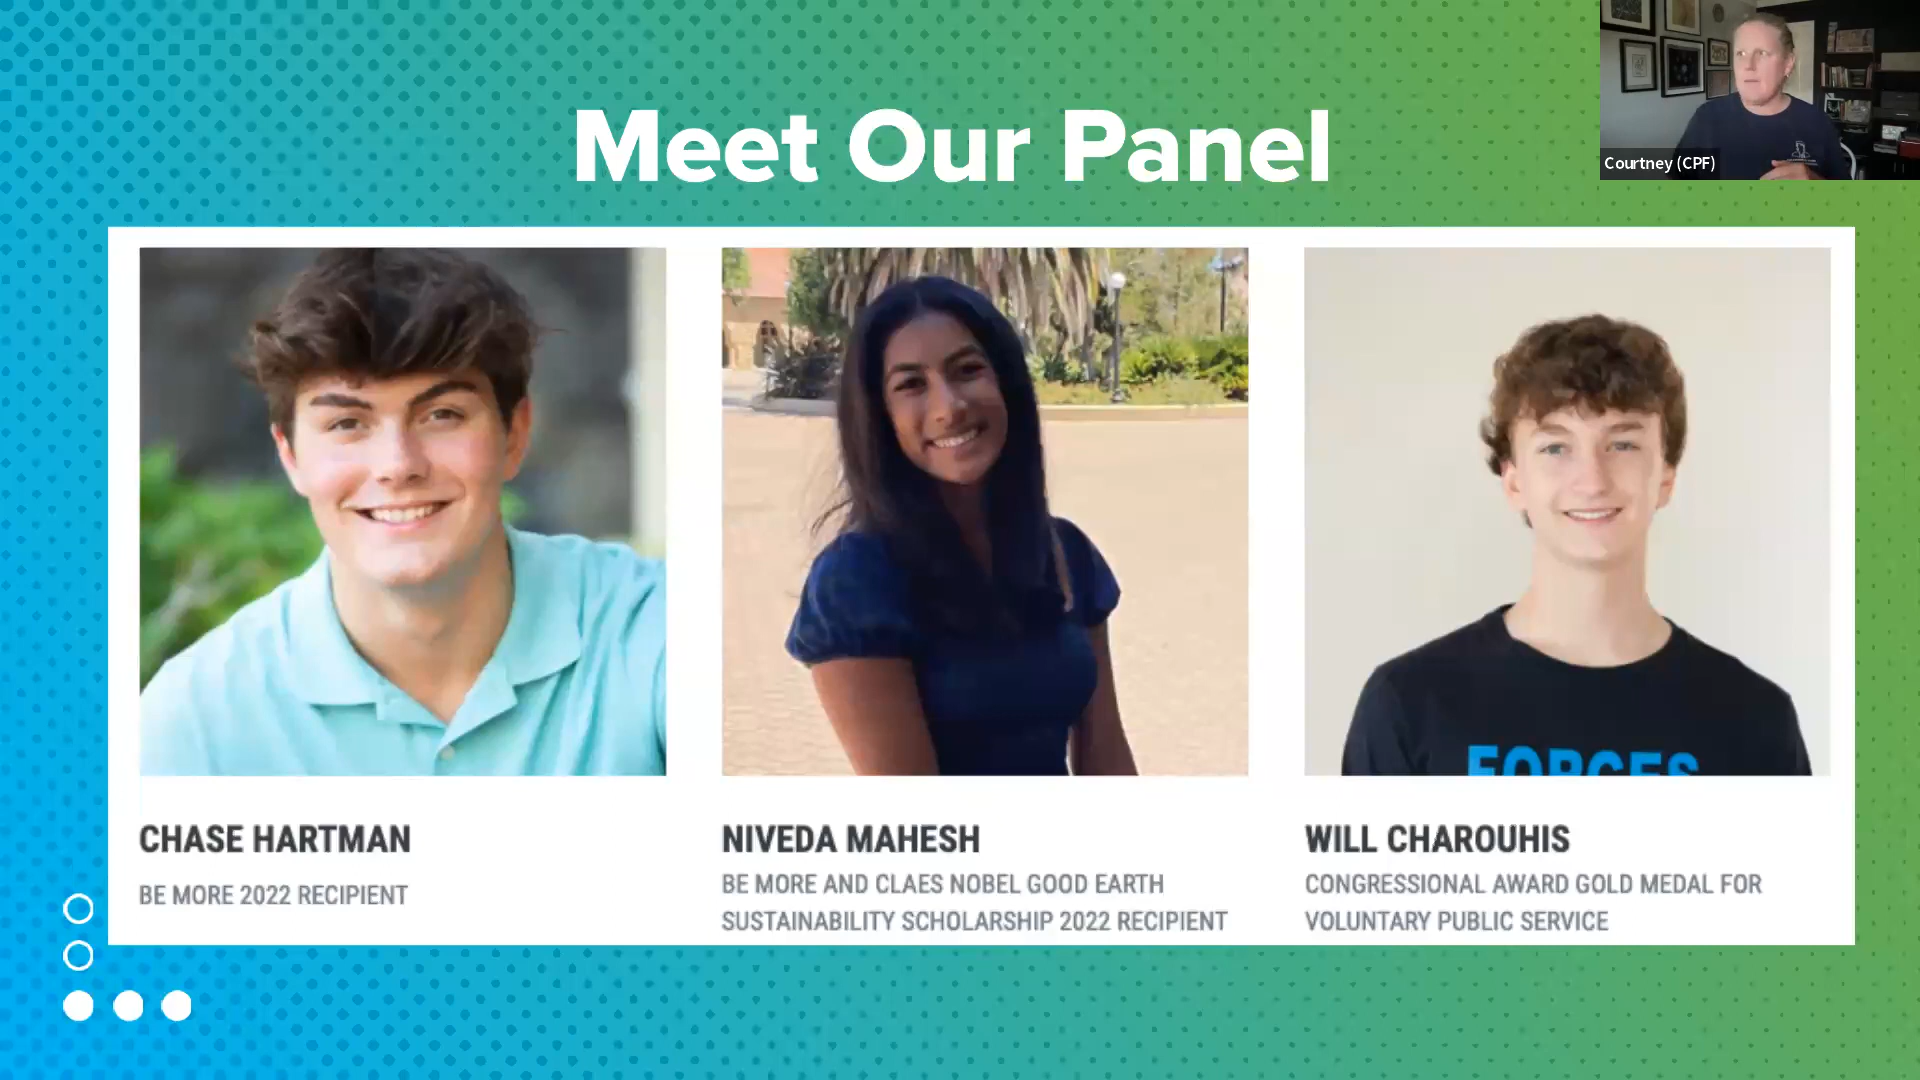 Meet Our Panel
Courtney (CPF)
CHASE HARTMAN
BE MORE 2022 RECIPIENT
NIVEDA MAHESH
BE MORE AND CLAES NOBEL GOOD EARTH
SUSTAINABILITY SCHOLARSHIP 2022 RECIPIENT
FORCES
WILL CHAROUHIS
CONGRESSIONAL AWARD GOLD MEDAL FOR
VOLUNTARY PUBLIC SERVICE